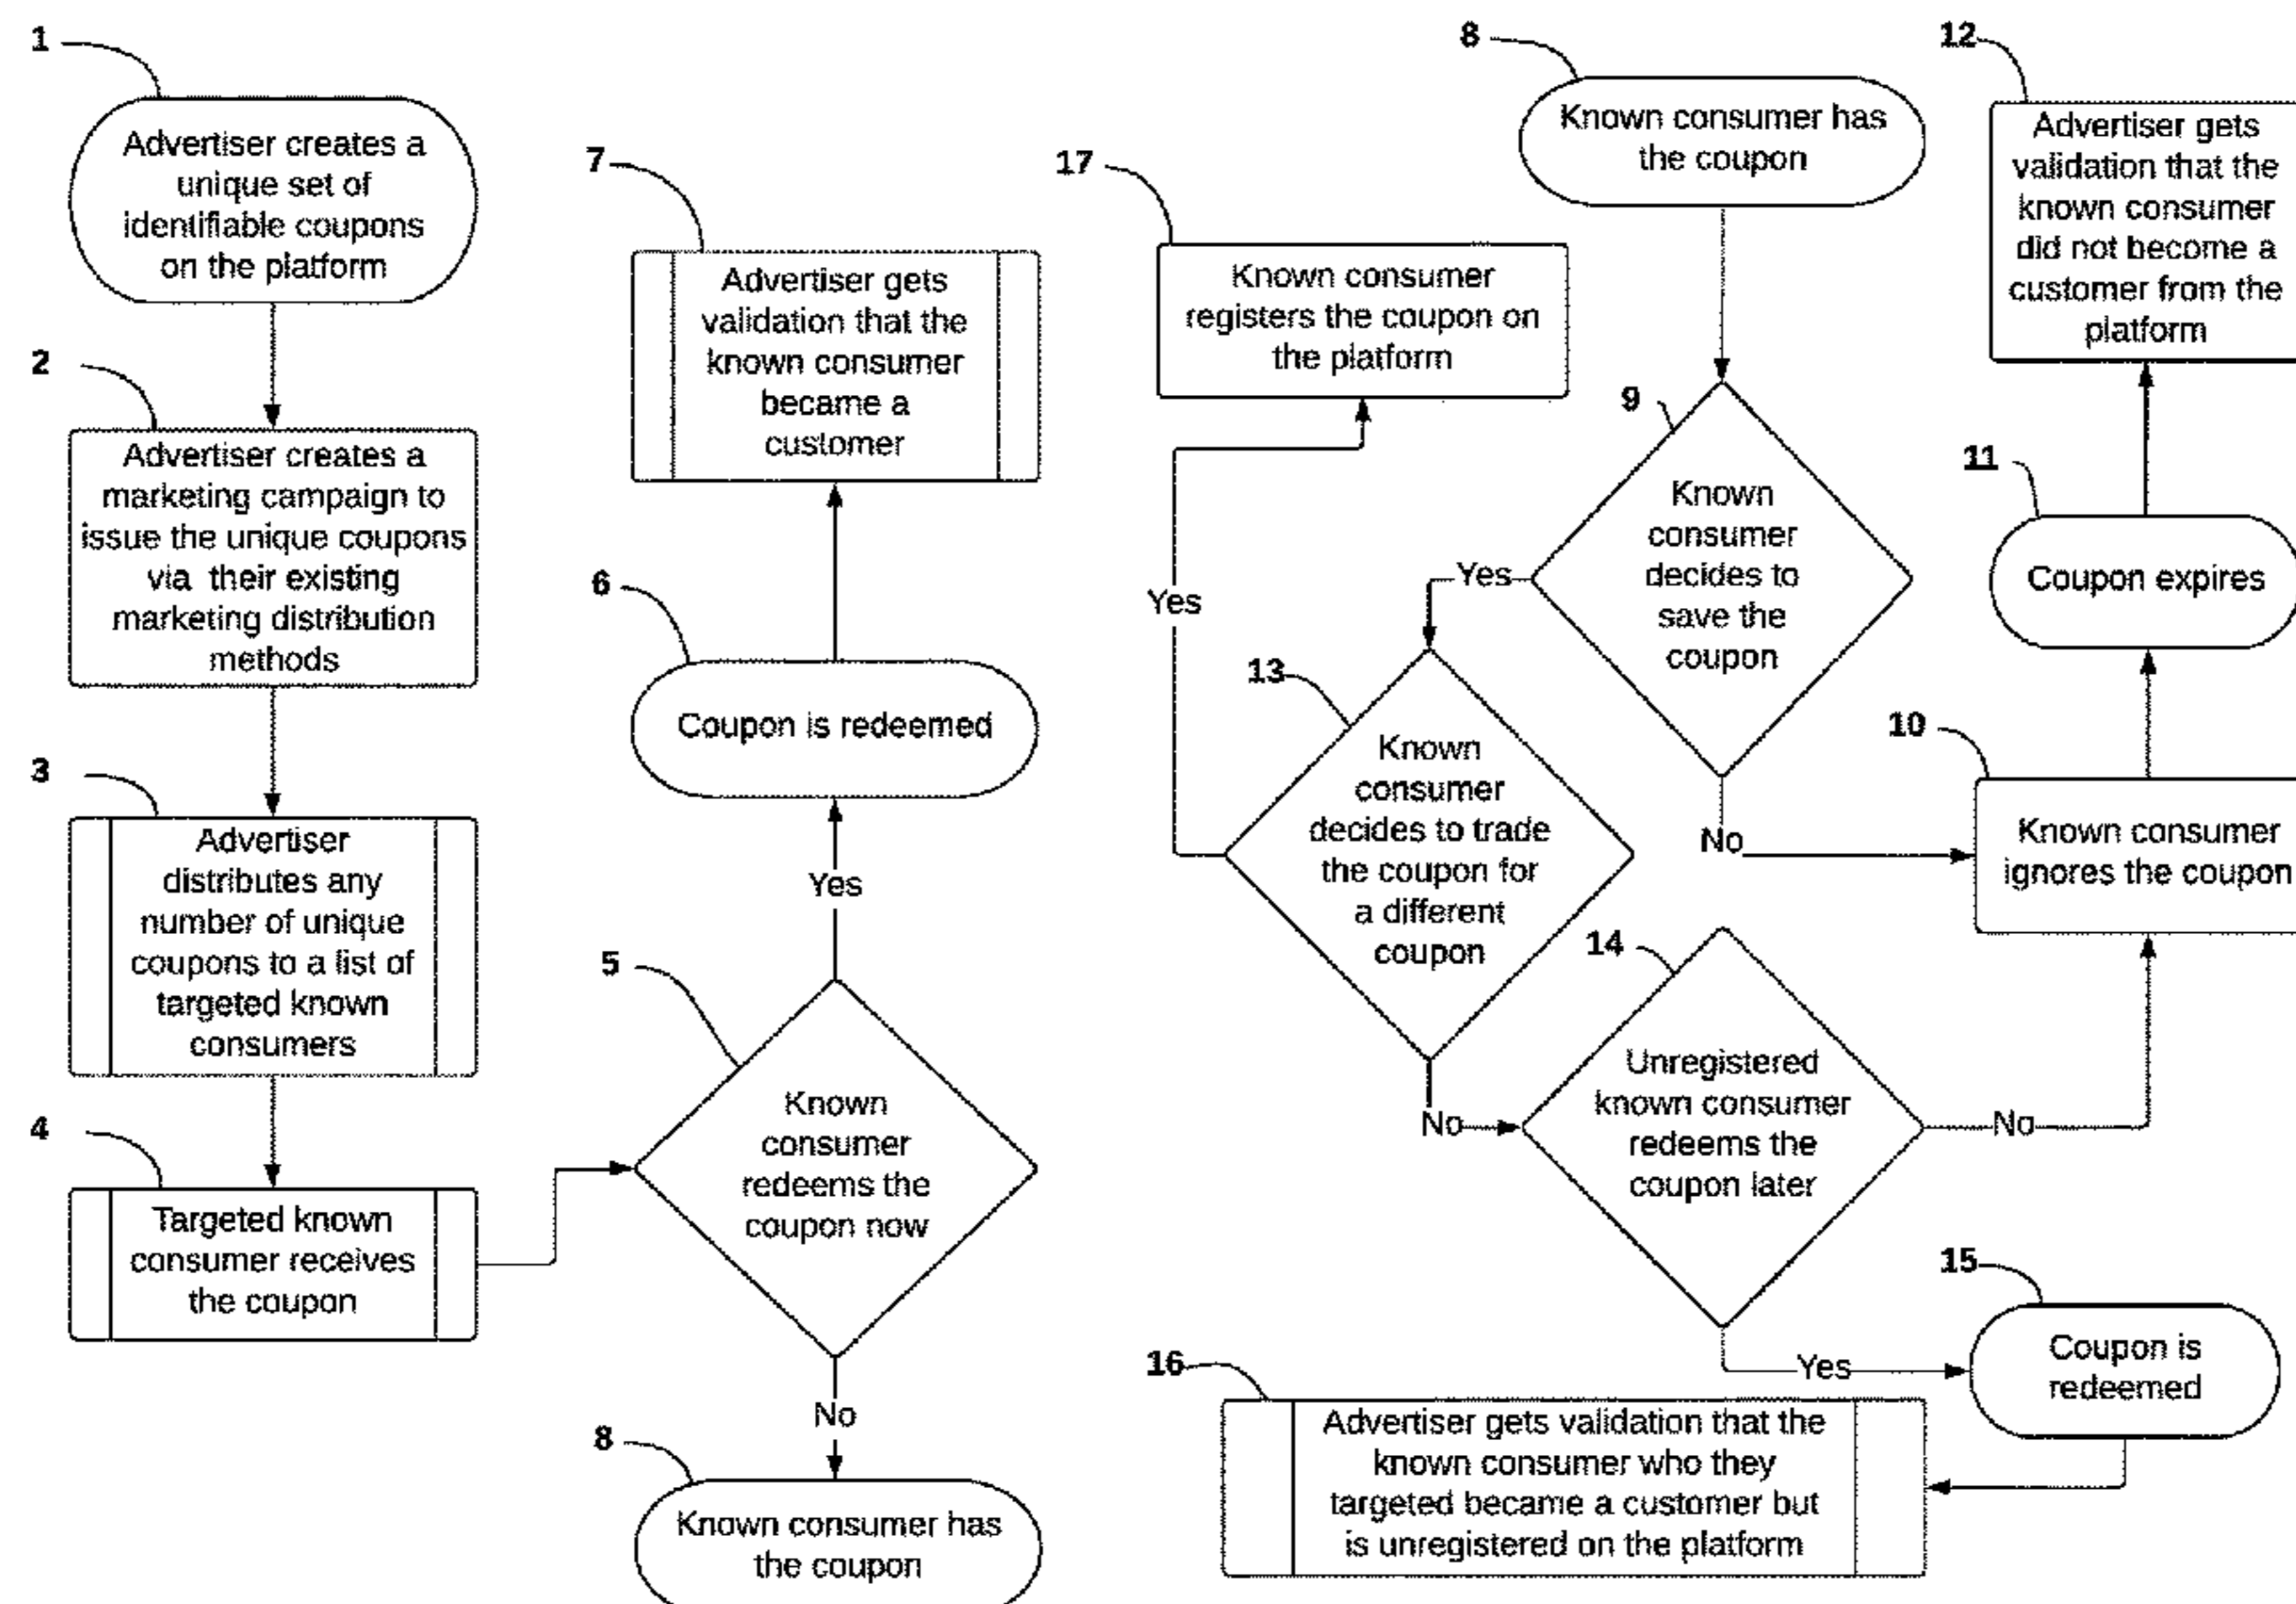 1
Advertiser creates a
unique set of
identifiable coupons
on the platform
2
Advertiser creates a
marketing campaign to
issue the unique coupons
via their existing
marketing distribution
methods
3
Advertiser
distributes any
number of unique
coupons to a list of
targeted known
consumers
4
Targeted known
consumer receives
the coupon
5
Known
consumer
redeems the
coupon now
Yes
6
Coupon is redeemed
7
Advertiser gets
validation that the
known consumer
became a
customer
No
8
Known consumer has
the coupon
8
Known consumer has
the coupon
9
Known
consumer
decides to
save the
coupon
No
10
Known consumer
ignores the coupon
11
Coupon expires
12
Advertiser gets
validation that the
known consumer
did not become a
customer from the
platform
Yes
13
Known
consumer
decides to trade
the coupon for
a different
coupon
No
14
Unregistered
known consumer
redeems the
coupon later
No
Yes
15
Coupon is
redeemed
16
Advertiser gets validation that the
known consumer who they
targeted became a customer but
is unregistered on the platform
Yes
17
Known consumer
registers the coupon on
the platform